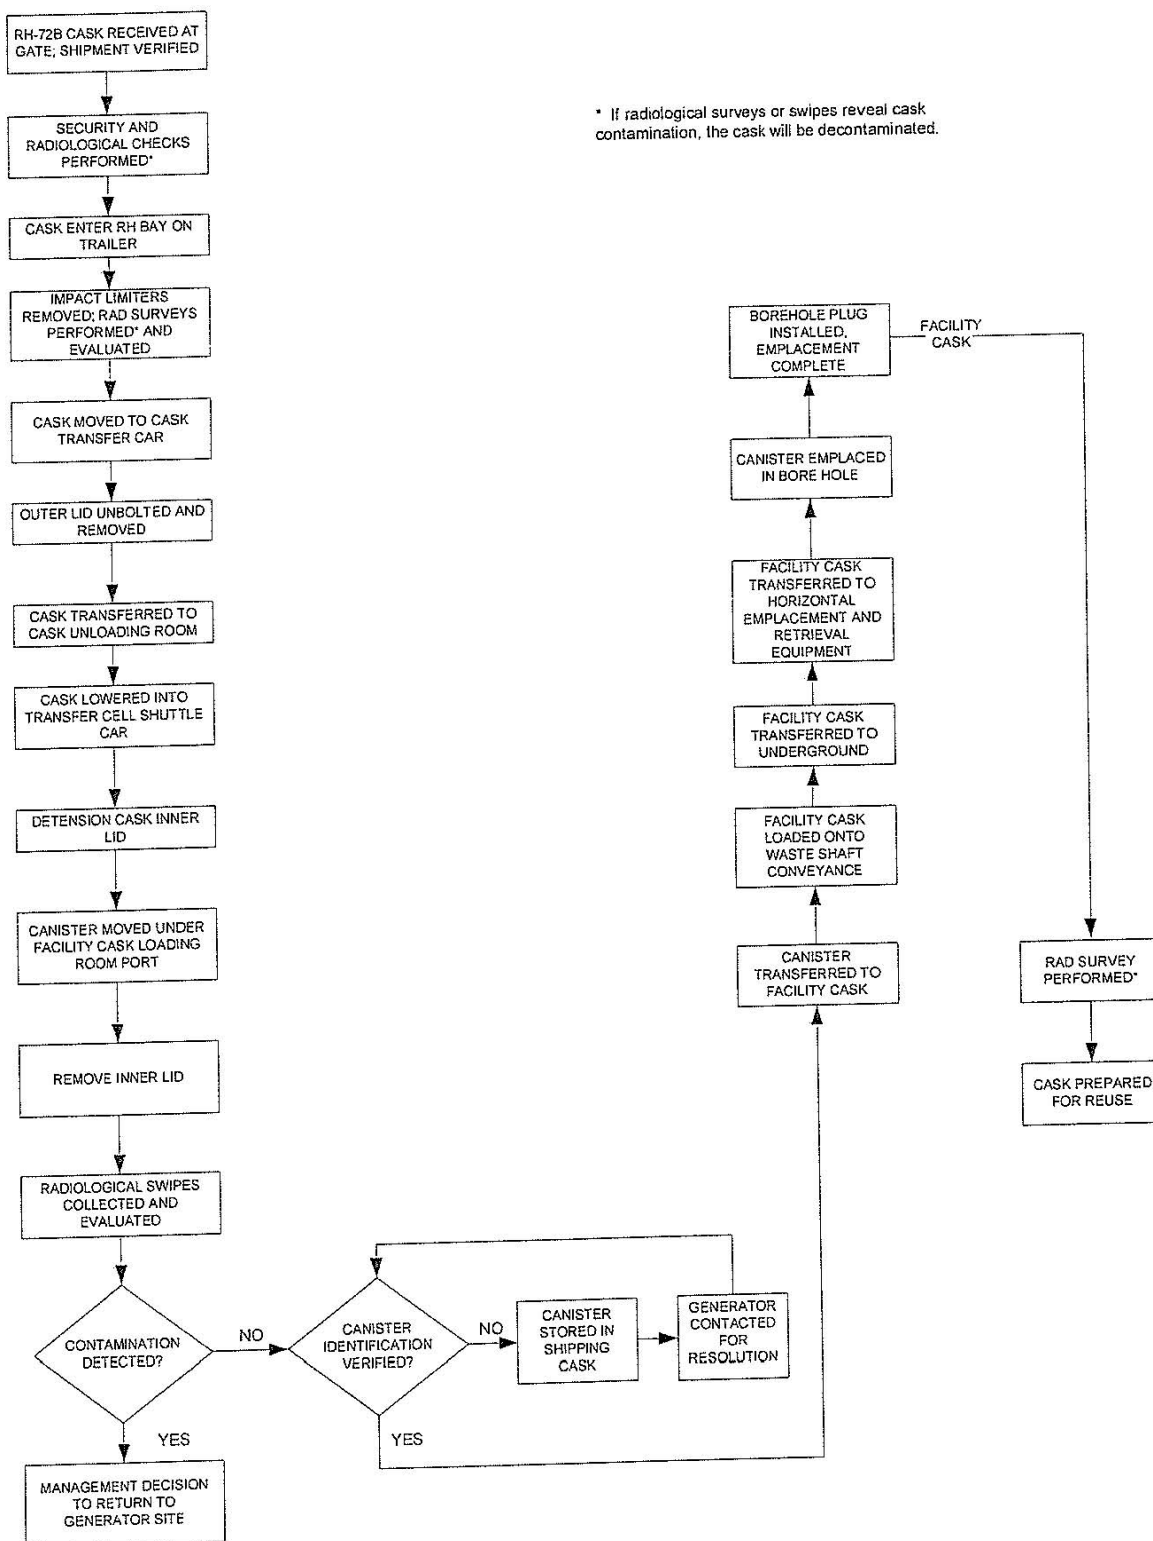 RH-72B CASK RECEIVED AT
GATE; SHIPMENT VERIFIED
SECURITY AND
RADIOLOGICAL CHECKS
PERFORMED*
CASK ENTER RH BAY ON
TRAILER
IMPACT LIMITERS
REMOVED; RAD SURVEYS
PERFORMED* AND
EVALUATED
CASK MOVED TO CASK
TRANSFER CAR
OUTER LID UNBOLTED AND
REMOVED
CASK TRANSFERRED TO
CASK UNLOADING ROOM
CASK LOWERED INTO
TRANSFER CELL SHUTTLE
CAR
DETENSION CASK INNER
LID
CANISTER MOVED UNDER
FACILITY CASK LOADING
ROOM PORT
REMOVE INNER LID
RADIOLOGICAL SWIPES
COLLECTED AND
EVALUATED
CONTAMINATION
DETECTED?
YES
MANAGEMENT DECISION
TO RETURN TO
GENERATOR SITE
NO
CANISTER
IDENTIFICATION
VERIFIED?
NO
CANISTER
STORED IN
SHIPPING
CASK
GENERATOR
CONTACTED
FOR
RESOLUTION
YES
CANISTER
TRANSFERRED TO
FACILITY CASK
FACILITY CASK
LOADED ONTO
WASTE SHAFT
CONVEYANCE
FACILITY CASK
TRANSFERRED TO
UNDERGROUND
FACILITY CASK
TRANSFERRED TO
HORIZONTAL
EMPLACEMENT AND
RETRIEVAL
EQUIPMENT
CANISTER EMPLACED
IN BORE HOLE
BOREHOLE PLUG
INSTALLED,
EMPLACEMENT
COMPLETE
FACILITY
CASK
RAD SURVEY
PERFORMED*
CASK PREPARED
FOR REUSE
* If radiological surveys or swipes reveal cask
contamination, the cask will be decontaminated.